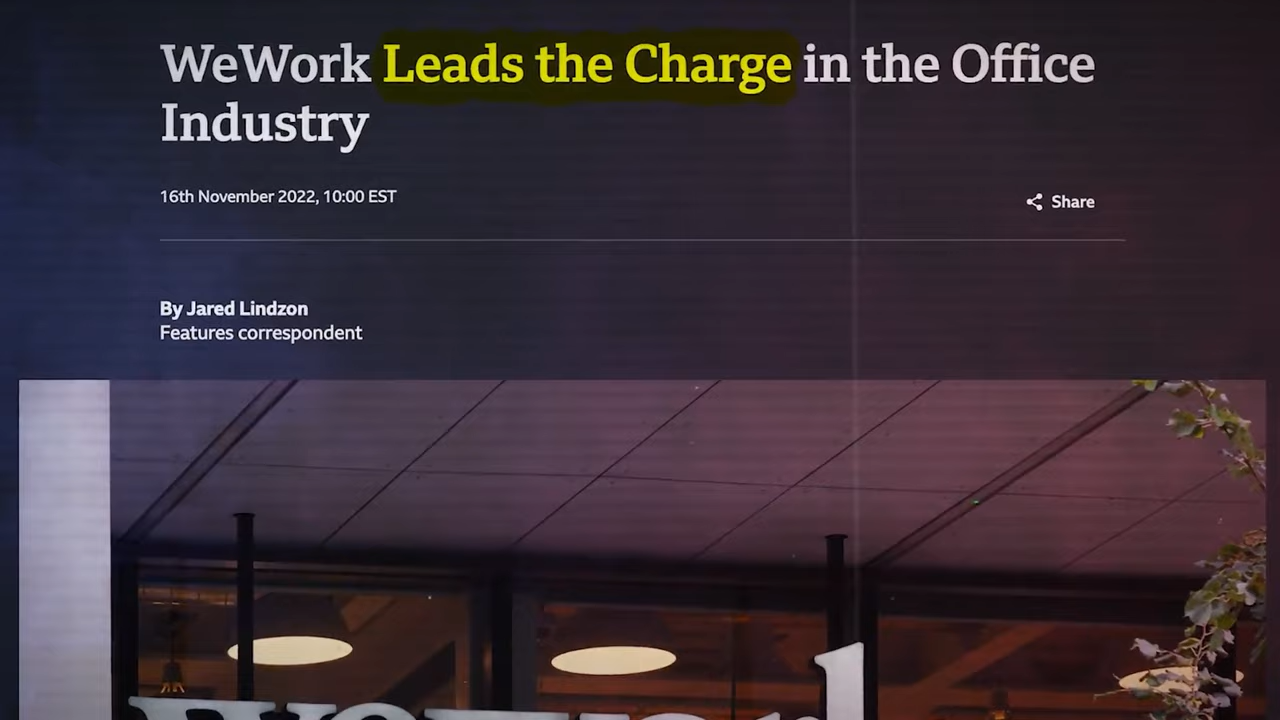 WeWork Leads the Charge in the Office
Industry
16th November 2022, 10:00 EST
Share
By Jared Lindzon
Features correspondent
wework